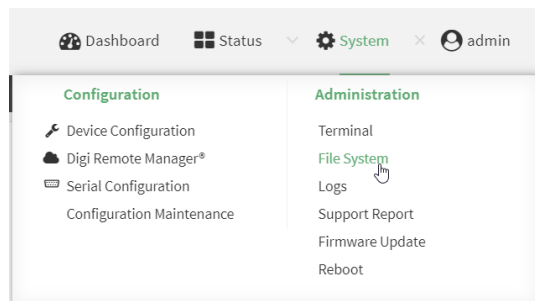 Dashboard Status System admin
Configuration
Device Configuration
Digi Remote Manager®
Serial Configuration
Configuration Maintenance
Administration
Terminal
File System
Logs
Support Report
Firmware Update
Reboot